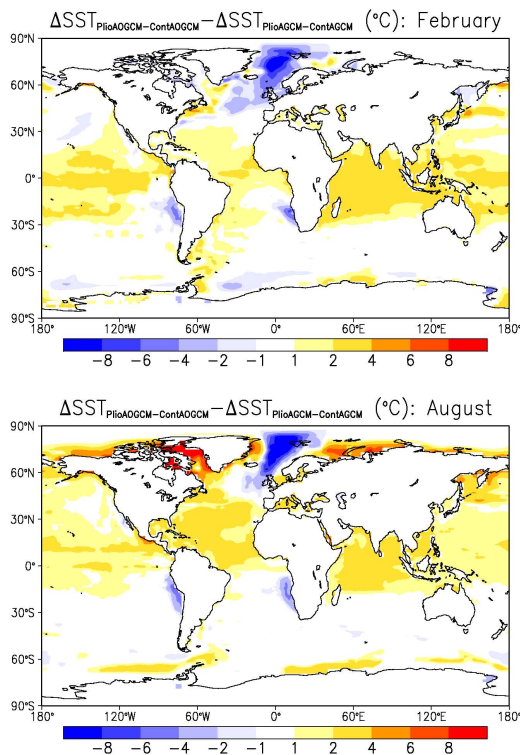 ΔSST PlioAOGCM−ContAOGCM −ΔSST PlioAGCM−ContAGCM (°C): February
90°N
60°N
30°N
0°
30°S
60°S
90°S
180° 120°W 60°W 0° 60°E 120°E 180°
−8 −6 −4 −2 −1 1 2 4 6 8
ΔSST PlioAOGCM−ContAOGCM −ΔSST PlioAGCM−ContAGCM (°C): August
90°N
60°N
30°N
0°
30°S
60°S
90°S
180° 120°W 60°W 0° 60°E 120°E 180°
−8 −6 −4 −2 −1 1 2 4 6 8